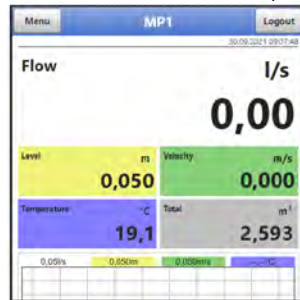 Menu MP1 Logout
30.09.2021 09:07:48
Flow l/s
0,00
Level m Velocity m/s
0,050 0,000
Temperature °C Total m³
19,1 2,593
0,05l/s 0,050m 0,050m/s